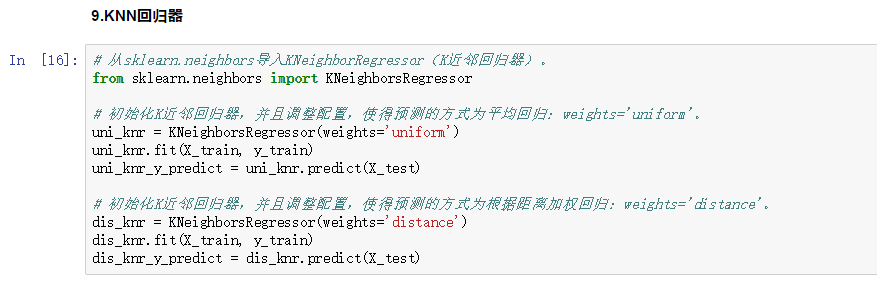 9.KNN回归器
In [16]: # 从sklearn.neighbors导入KNeighborRegressor（K近邻回归器）。
from sklearn.neighbors import KNeighborsRegressor
# 初始化K近邻回归器，并且调整配置，使得预测的方式为平均回归：weights='uniform'。
uni_knr = KNeighborsRegressor(weights='uniform')
uni_knr.fit(X_train, y_train)
uni_knr_y_predict = uni_knr.predict(X_test)
# 初始化K近邻回归器，并且调整配置，使得预测的方式为根据距离加权回归：weights='distance'。
dis_knr = KNeighborsRegressor(weights='distance')
dis_knr.fit(X_train, y_train)
dis_knr_y_predict = dis_knr.predict(X_test)